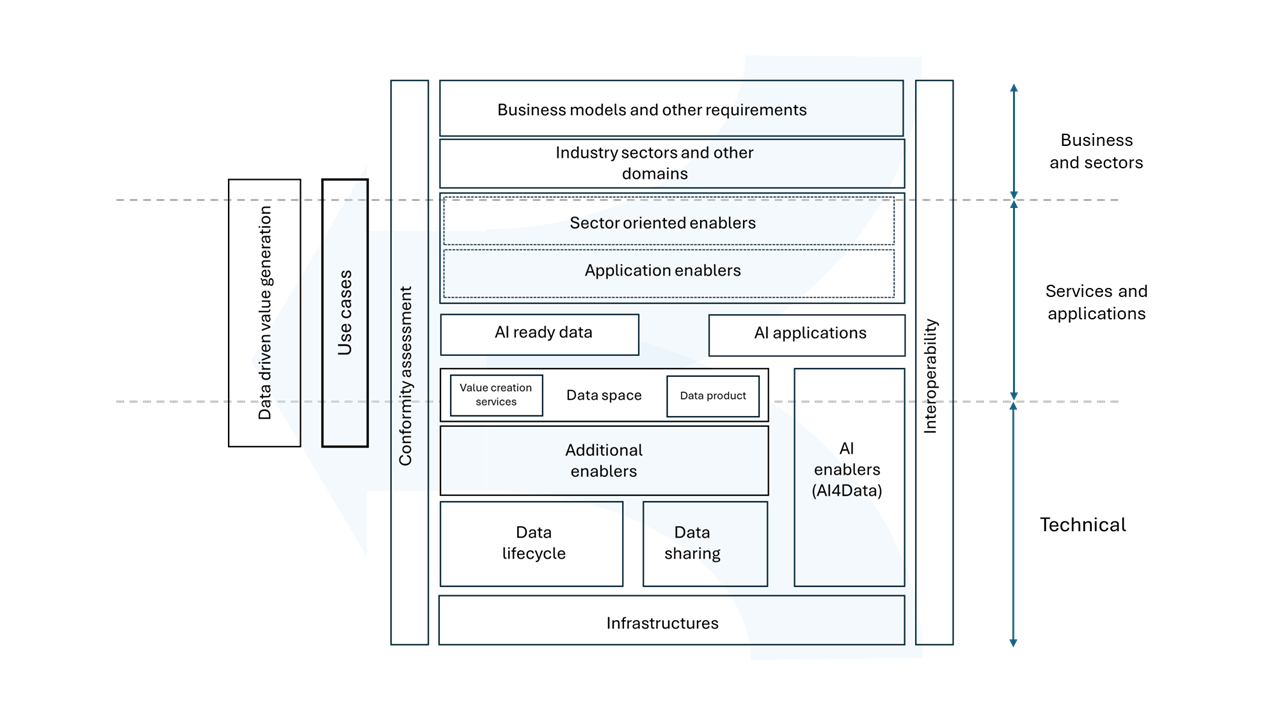 Business models and other requirements
Industry sectors and other
domains
Sector oriented enablers
Application enablers
AI ready data
AI applications
Value creation
services
Data space
Data product
Additional
enablers
AI
enablers
(AI4Data)
Data
lifecycle
Data
sharing
Infrastructures
Data driven value generation
Use cases
Conformity assessment
Interoperability
Business
and sectors
Services and
applications
Technical